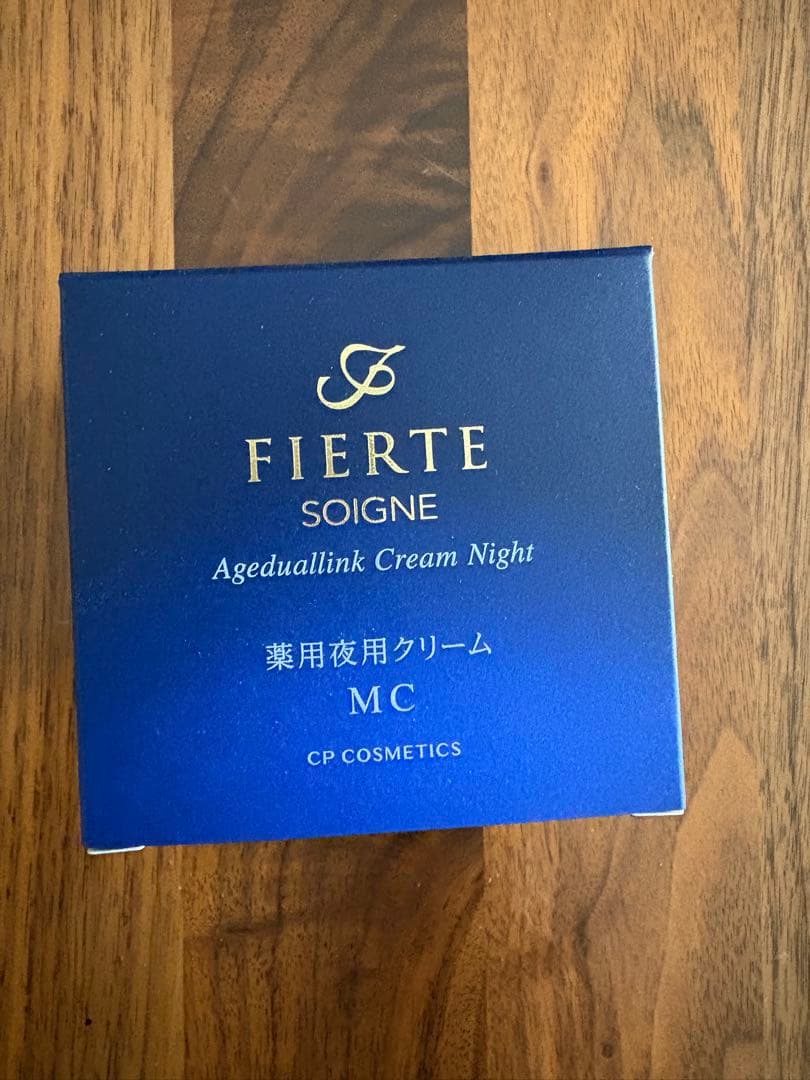 FIERTE
SOIGNE
Ageduallink Cream Night
薬用夜用クリーム
MC
CP COSMETICS